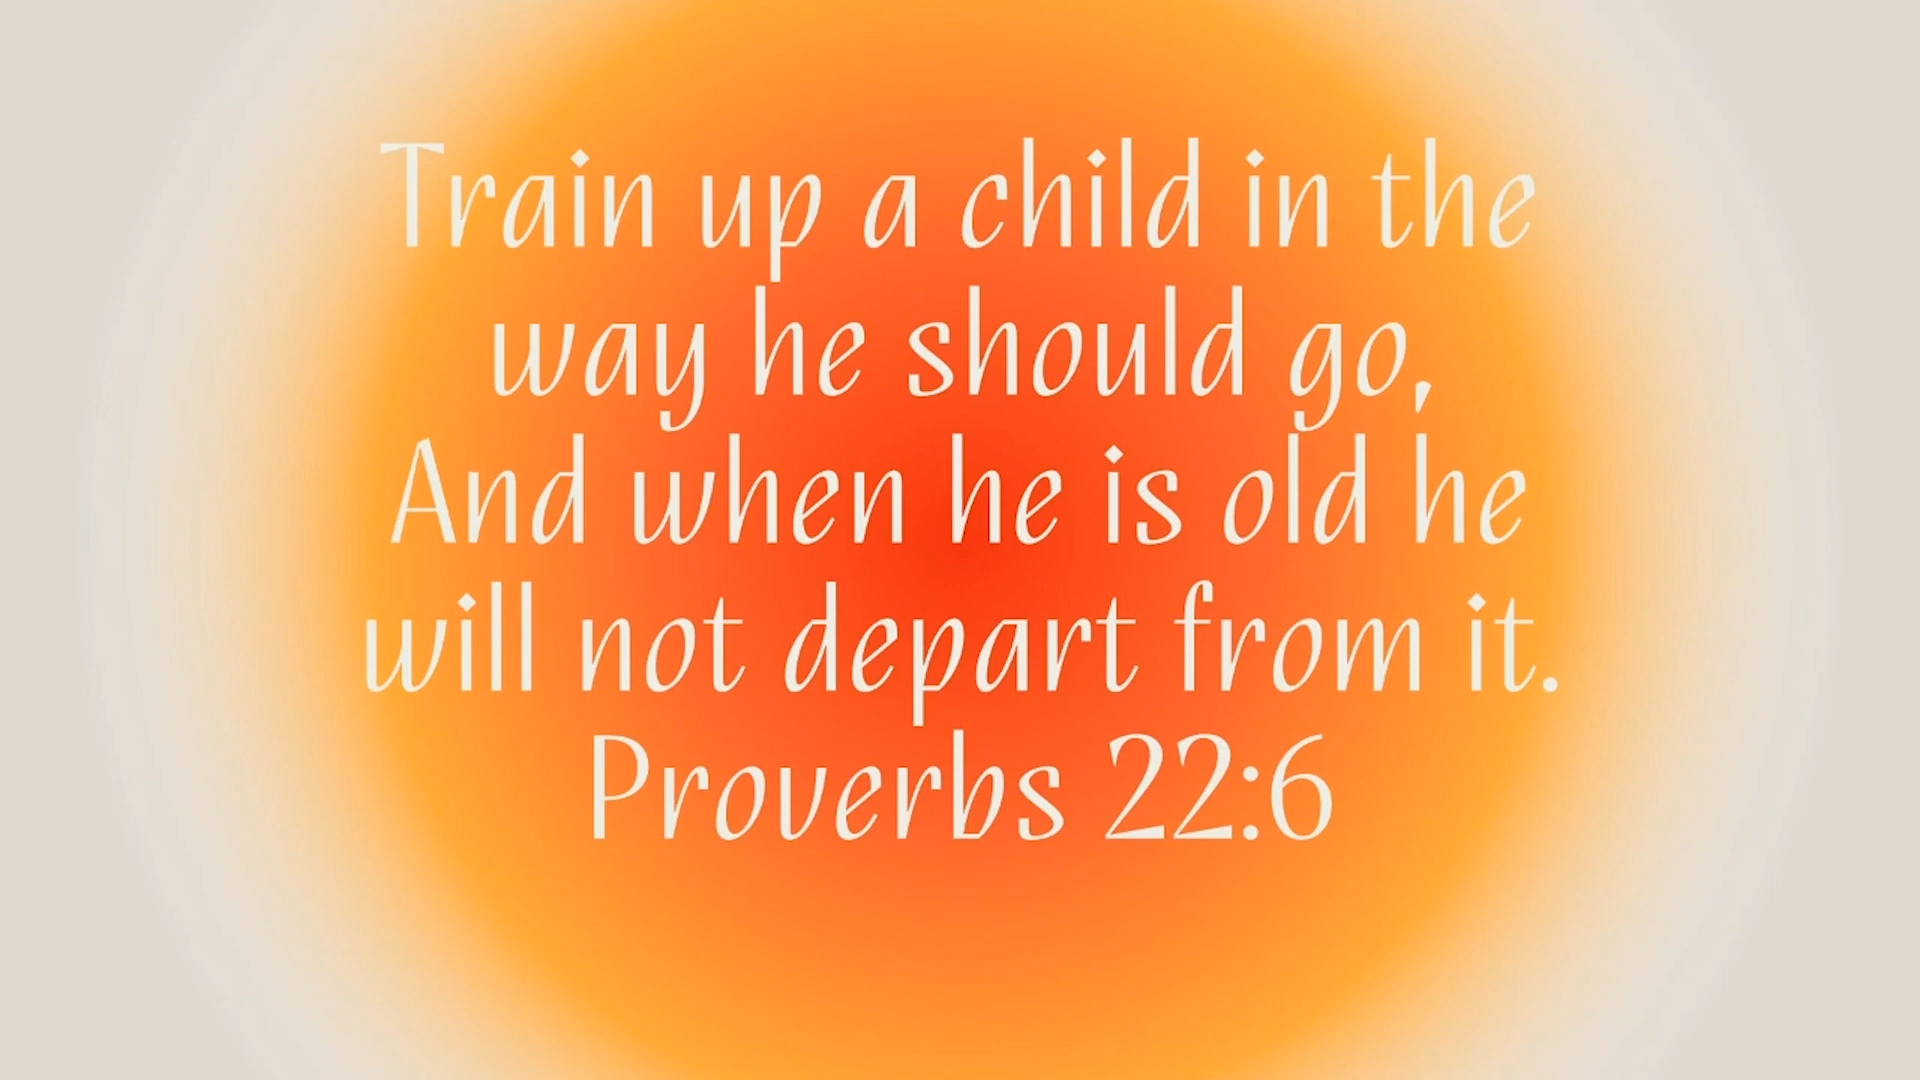 Train up a child in the
way he should go,
And when he is old he
will not depart from it.
Proverbs 22:6